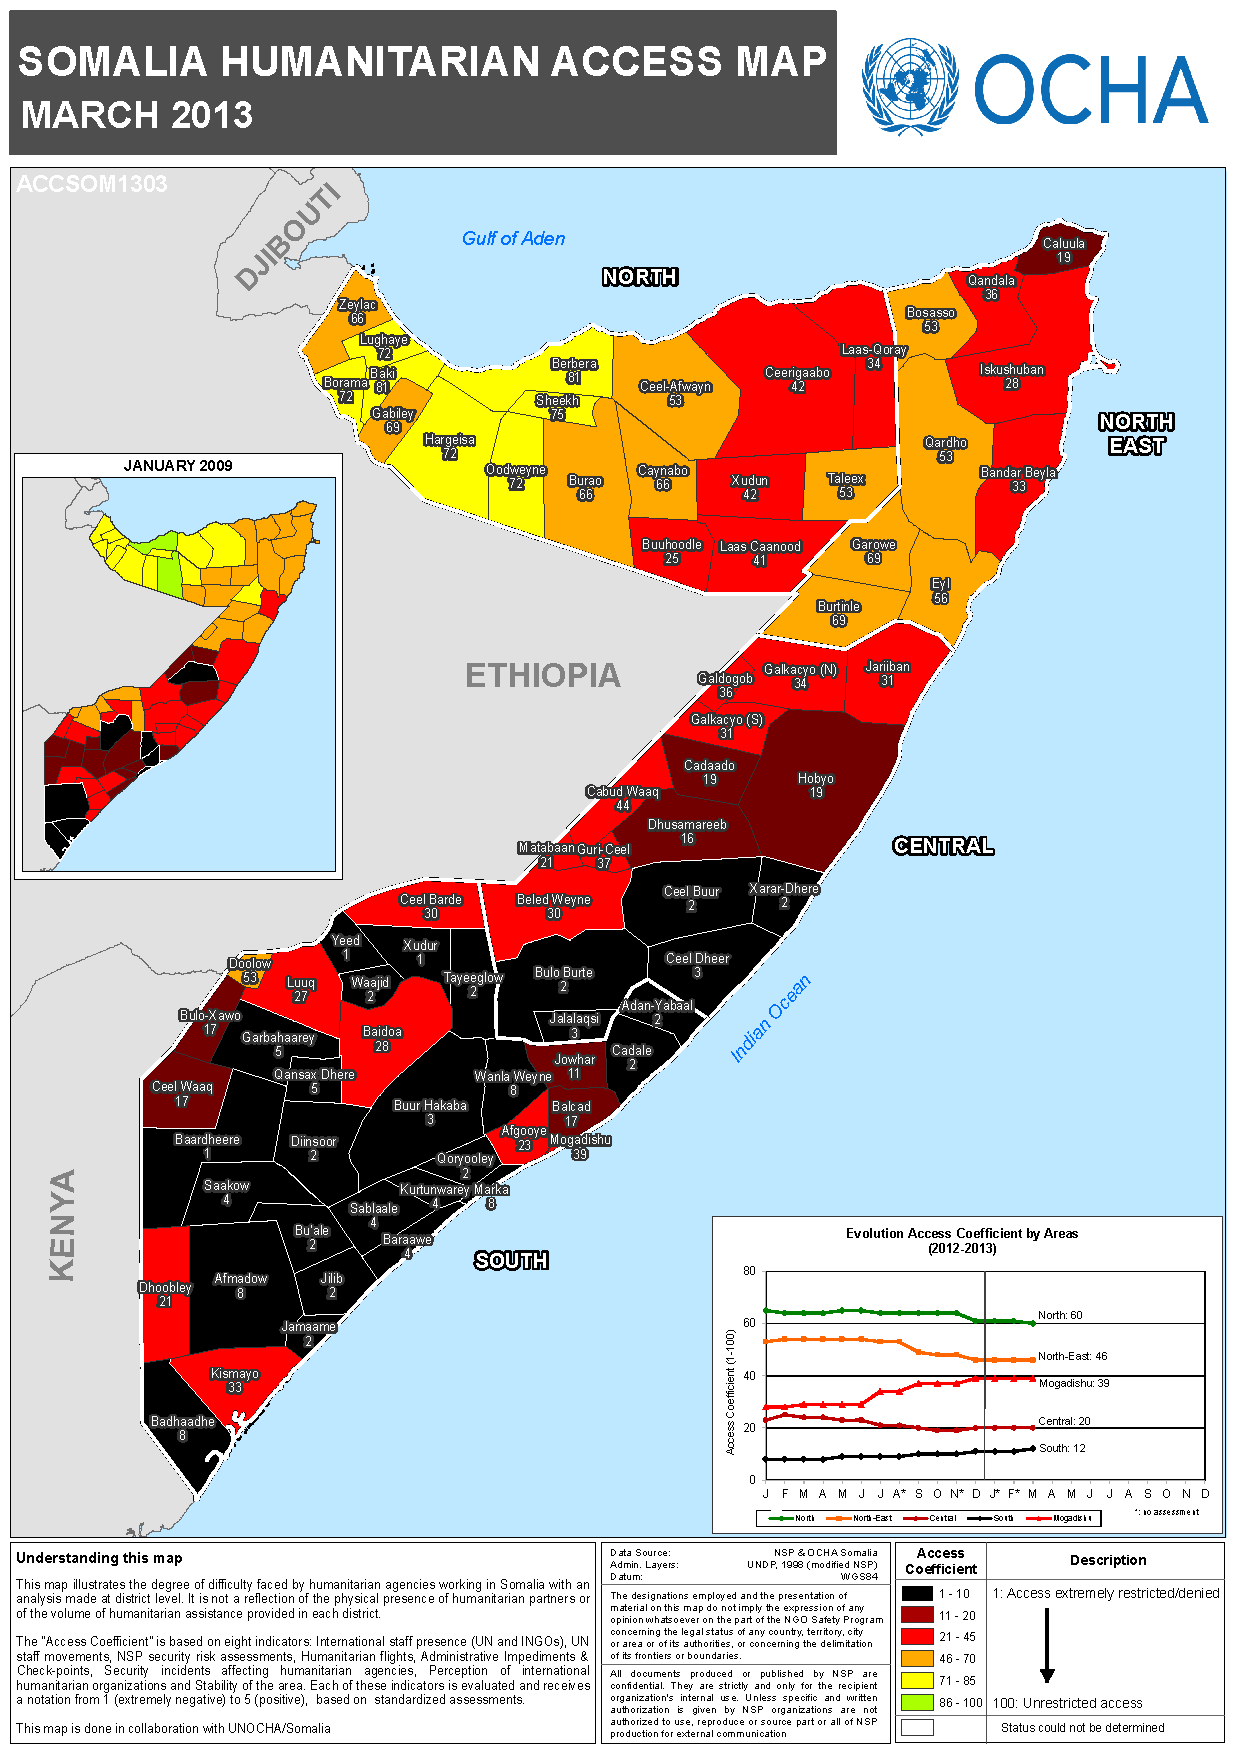 SOMALIA HUMANITARIAN ACCESS MAP
MARCH 2013
OCHA
ACCSOM1303
DJIBOUTI
Gulf of Aden
NORTH
Caluula
19
Qandala
36
Bosasso
53
Zeylac
66
Lughaye
72
Laas-Qoray
34
Berbera
81
Iskushuban
28
Baki
81
Borama
72
Ceerigaabo
42
Ceel-Afwayn
53
Sheekh
75
Gabiley
69
NORTH
EAST
Hargeisa
72
Qardho
53
Oodweyne
72
Burao
66
Caynabo
66
Xudun
42
Taleex
53
Bandar Beyla
33
Buuhoodle
25
Laas Caanood
41
Garowe
69
Eyl
56
Burtinle
69
JANUARY 2009
ETHIOPIA
Galdogob
36
Galkacyo (N)
34
Jariiban
31
Galkacyo (S)
31
Cadaado
19
Hobyo
19
Cabud Waaq
44
Dhusamareeb
16
Matabaan
21
Guri-Ceel
37
CENTRAL
Ceel Barde
30
Beled Weyne
30
Ceel Buur
2
Xarar-Dhere
2
Yeed
1
Xudur
1
Doolow
53
Luuq
27
Waajid
2
Tayeeglow
2
Bulo Burte
2
Ceel Dheer
3
Adan-Yabaal
2
Bulo-Xawo
17
Garbahaarey
5
Baidoa
28
Jalalaqsi
3
Cadale
2
Indian Ocean
Jowhar
11
Qansax Dhere
5
Ceel Waaq
17
Wanla Weyne
8
Buur Hakaba
3
Balcad
17
Afgooye
23
Mogadishu
39
Baardheere
1
Diinsoor
2
Qoryooley
2
Saakow
4
Kurtunwarey
4
Marka
8
Sablaale
4
Bu'ale
2
Baraawe
4
KENYA
SOUTH
Dhoobley
21
Afmadow
8
Jilib
2
Jamaame
2
Kismayo
33
Badhaadhe
8
Evolution Access Coefficient by Areas
(2012-2013)
Access Coefficient (1-100)
80
60
40
20
0
North: 60
North-East: 46
Mogadishu: 39
Central: 20
South: 12
J F M A M J J A* S O N* D J* F* M A M J J A S O N D
*: no assessment
North North-East Central South Mogadishu
Understanding this map
This map illustrates the degree of difficulty faced by humanitarian agencies working in Somalia with an
analysis made at district level. It is not a reflection of the physical presence of humanitarian partners or
of the volume of humanitarian assistance provided in each district.
The "Access Coefficient" is based on eight indicators: International staff presence (UN and INGOs), UN
staff movements, NSP security risk assessments, Humanitarian flights, Administrative Impediments &
Check-points, Security incidents affecting humanitarian agencies, Perception of international
humanitarian organizations and Stability of the area. Each of these indicators is evaluated and receives
a notation from 1 (extremely negative) to 5 (positive), based on standardized assessments.
This map is done in collaboration with UNOCHA/Somalia
Data Source: NSP & OCHA Somalia
Admin. Layers: UNDP, 1998 (modified NSP)
Datum: WGS84
The designations employed and the presentation of
material on this map do not imply the expression of any
opinion whatsoever on the part of the NGO Safety Program
concerning the legal status of any country, territory, city
or area or of its authorities, or concerning the delimitation
of its frontiers or boundaries.
All documents produced or published by NSP are
confidential. They are strictly and only for the recipient
organization's internal use. Unless specific and written
authorization is given by NSP organizations are not
authorized to use, reproduce or source part or all of NSP
production for external communication
Access
Coefficient
Description
1 - 10
1: Access extremely restricted/denied
11 - 20
21 - 45
46 - 70
71 - 85
86 - 100
100: Unrestricted access
Status could not be determined